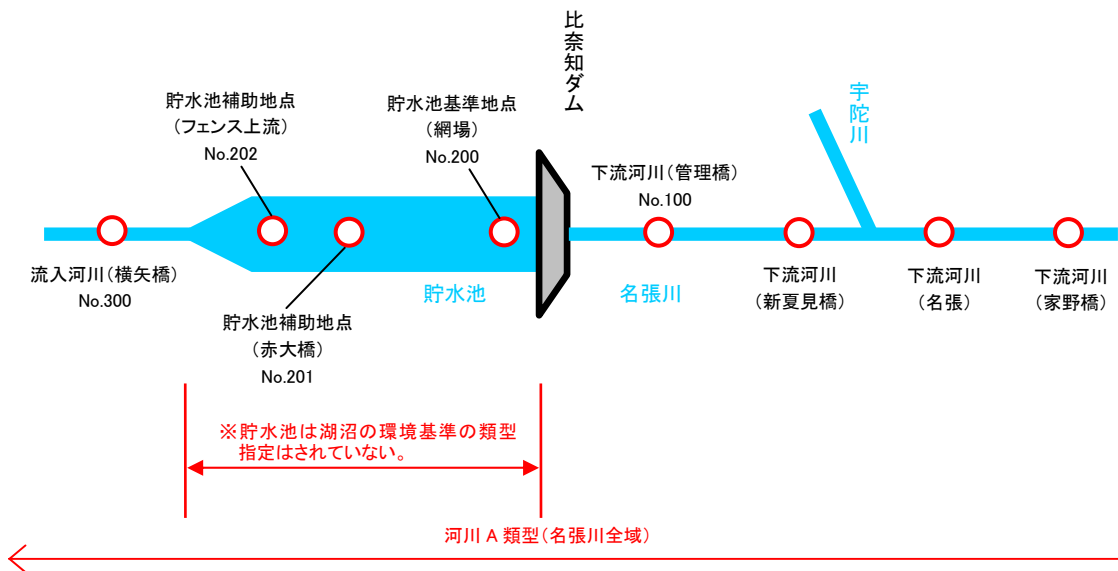 比奈知ダム
貯水池補助地点
(フェンス上流)
No.202
貯水池基準地点
(網場)
No.200
宇陀川
下流河川(管理橋)
No.100
流入河川(横矢橋)
No.300
貯水池補助地点
(赤大橋)
No.201
貯水池
名張川
下流河川
(新夏見橋)
下流河川
(名張)
下流河川
(家野橋)
※貯水池は湖沼の環境基準の類型
指定はされていない。
河川 A 類型(名張川全域)